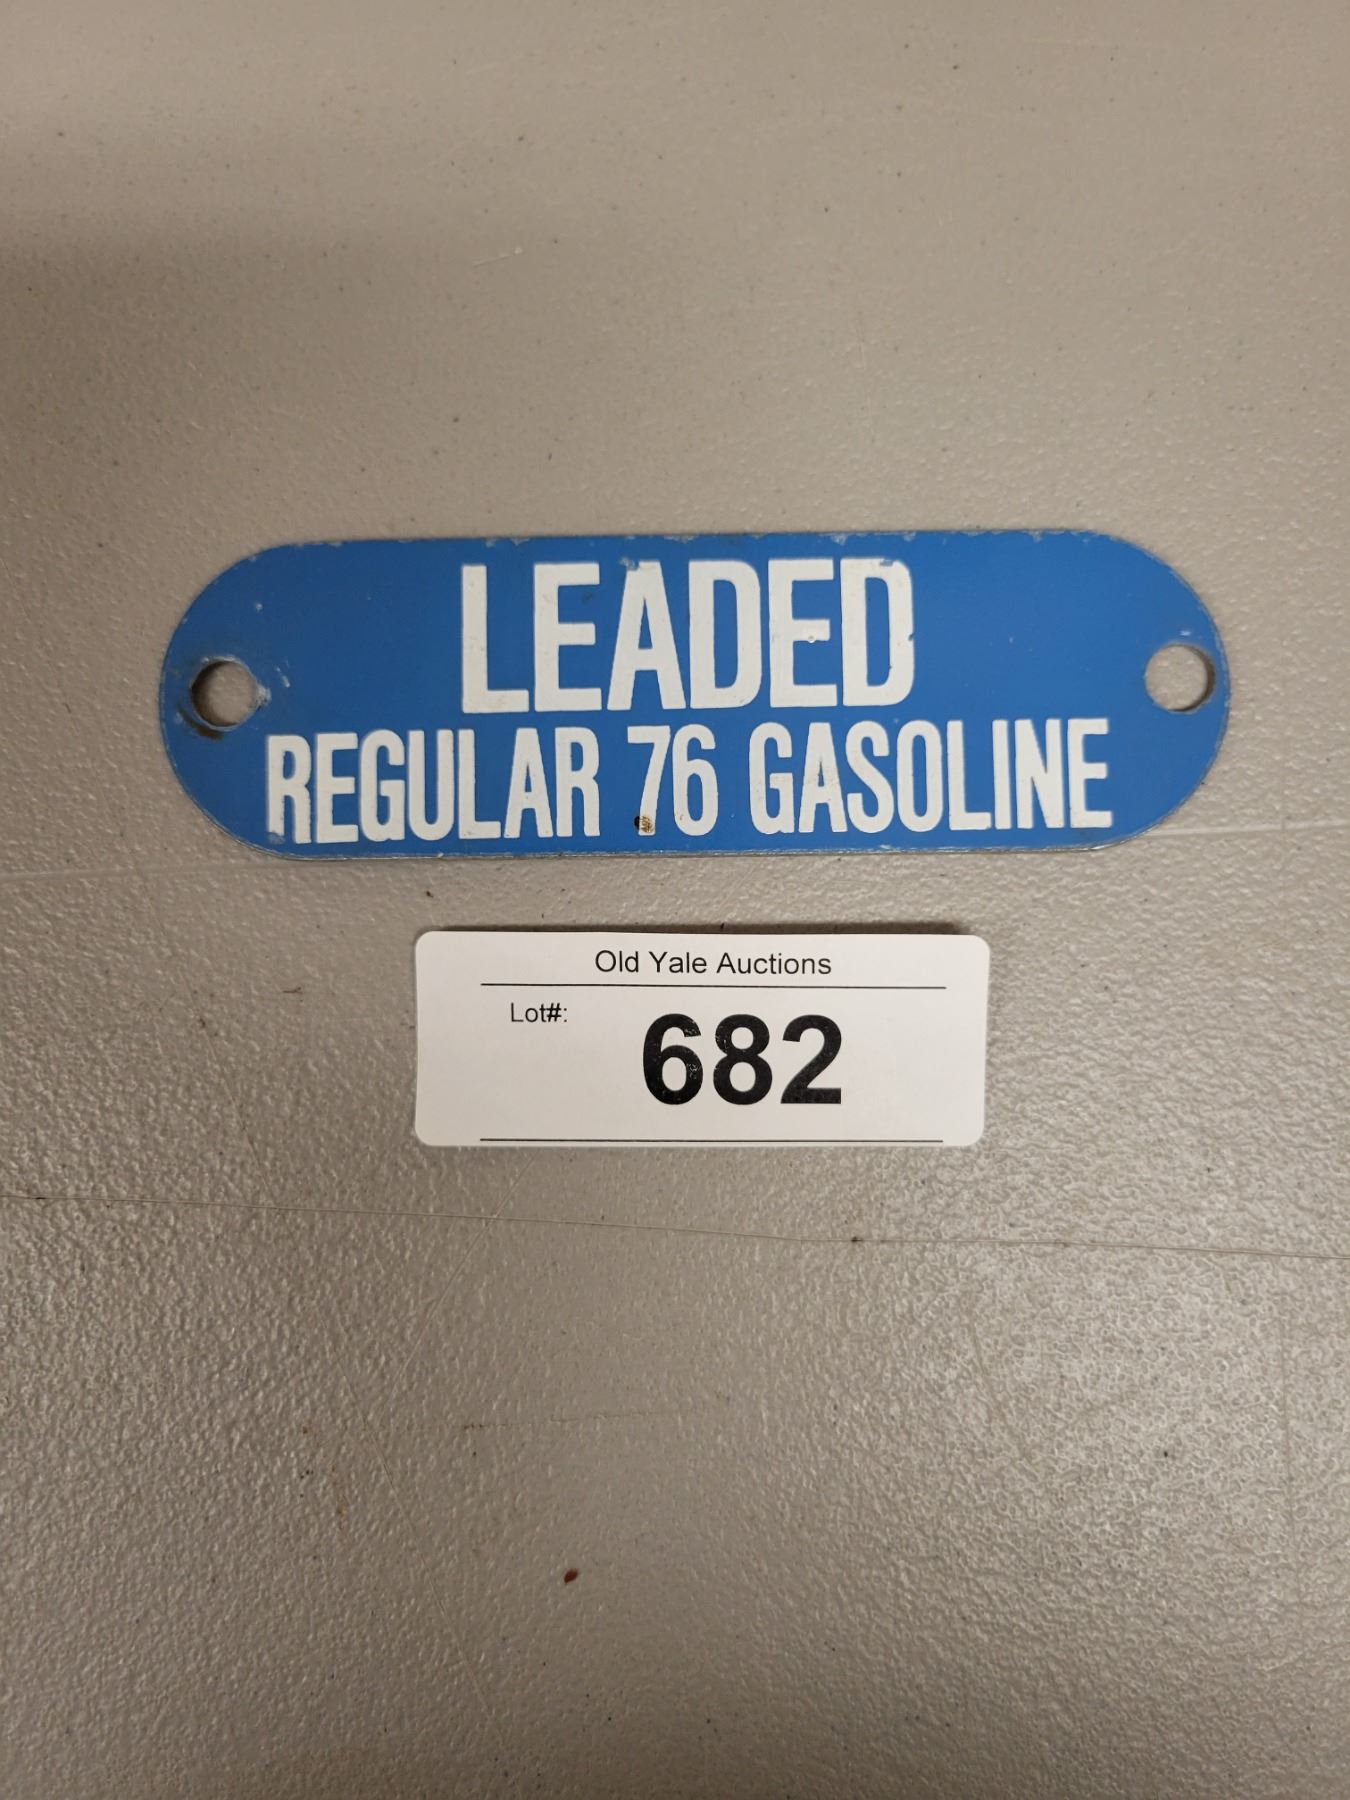 LEADED
REGULAR 76 GASOLINE
Old Yale Auctions
Lot#:
682